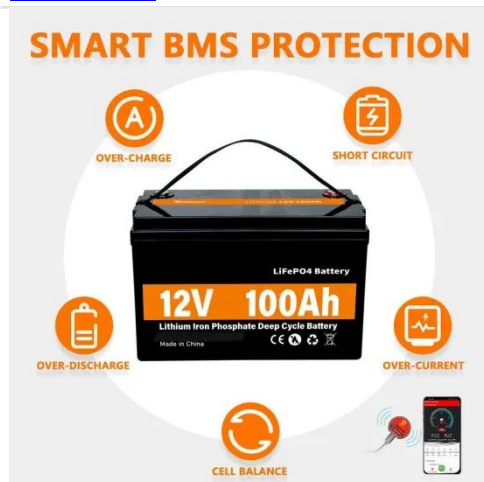 SMART BMS PROTECTION
OVER-CHARGE
SHORT CIRCUIT
LiFePO4 Battery
12V 100Ah
Lithium Iron Phosphate Deep Cycle Battery
Made in China
CE
OVER-DISCHARGE
OVER-CURRENT
CELL BALANCE